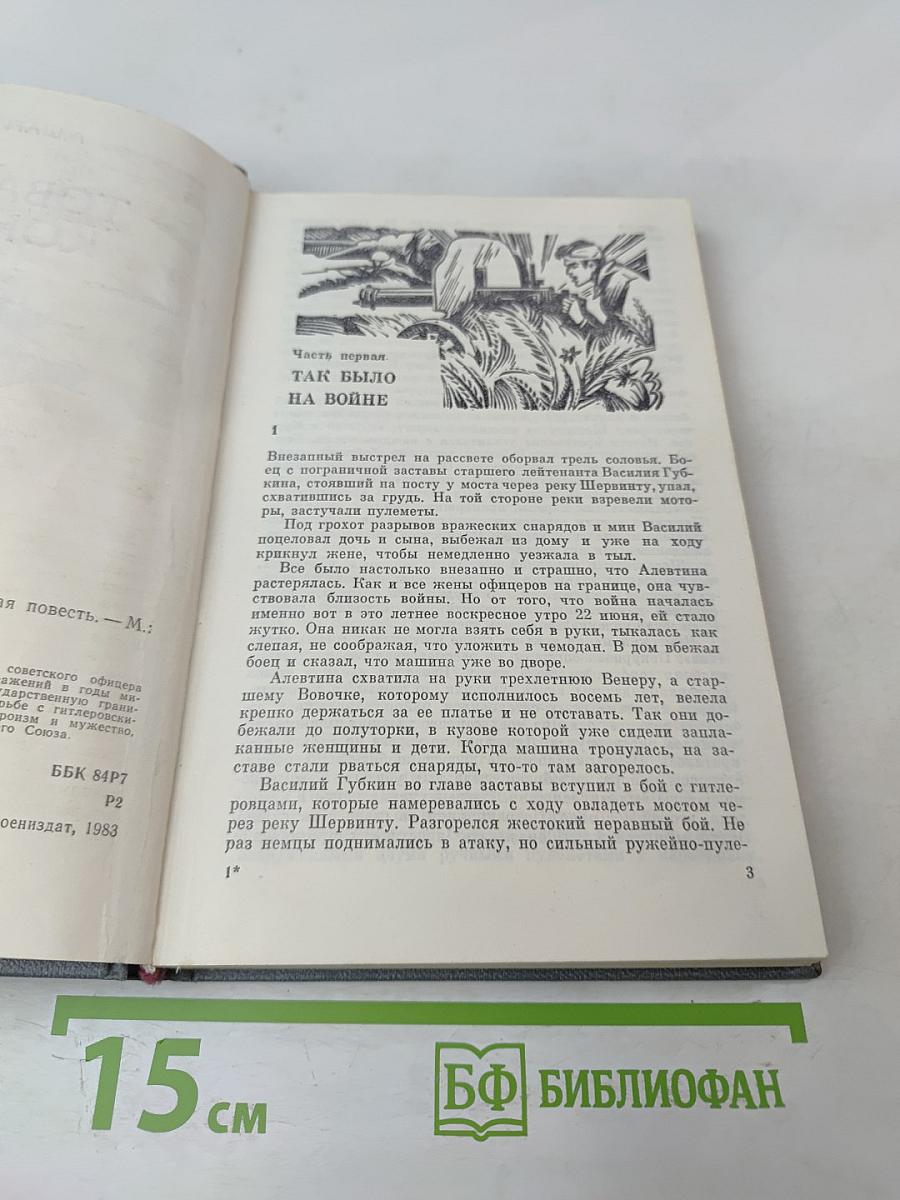 ая повесть. — М.:
советского офицера
ажений в годы ми-
ударственную грани-
рьбе с гитлеровски-
роизм и мужество,
его Союза.
ББК 84Р7
Р2
оениздат, 1983
Часть первая
ТАК БЫЛО
НА ВОЙНЕ
1
Внезапный выстрел на рассвете оборвал трель соловья. Бо-
ец с пограничной заставы старшего лейтенанта Василия Губ-
кина, стоявший на посту у моста через реку Шервинту, упал,
схватившись за грудь. На той стороне реки взревели мото-
ры, застучали пулеметы.
Под грохот разрывов вражеских снарядов и мин Василий
поцеловал дочь и сына, выбежал из дому и уже на ходу
крикнул жене, чтобы немедленно уезжала в тыл.
Все было настолько внезапно и страшно, что Алевтина
растерялась. Как и все жены офицеров на границе, она чув-
ствовала близость войны. Но от того, что война началась
именно вот в это летнее воскресное утро 22 июня, ей стало
жутко. Она никак не могла взять себя в руки, тыкалась как
слепая, не соображая, что уложить в чемодан. В дом вбежал
боец и сказал, что машина уже во дворе.
Алевтина схватила на руки трехлетнюю Венеру, а стар-
шему Вовочке, которому исполнилось восемь лет, велела
крепко держаться за ее платье и не отставать. Так они до-
бежали до полуторки, в кузове которой уже сидели запла-
канные женщины и дети. Когда машина тронулась, на за-
ставе стали рваться снаряды, что-то там загорелось.
Василий Губкин во главе заставы вступил в бой с гитле-
ровцами, которые намеревались с ходу овладеть мостом че-
рез реку Шервинту. Разгорелся жестокий неравный бой. Не
раз немцы поднимались в атаку, но сильный ружейно-пуле-
1*
3
15 см
БФ БИБЛИОФАН